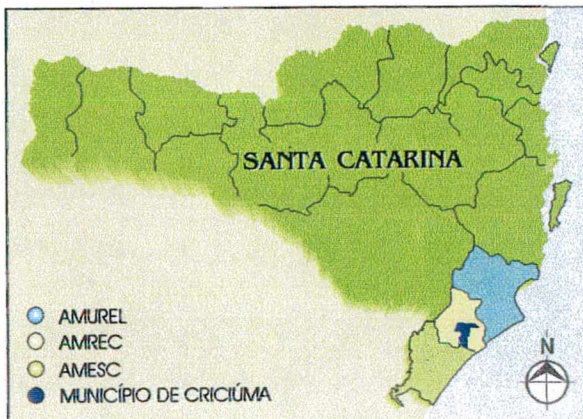 SANTA CATARINA
AMUREL
AMREC
AMESC
MUNICÍPIO DE CRICIÚMA
N